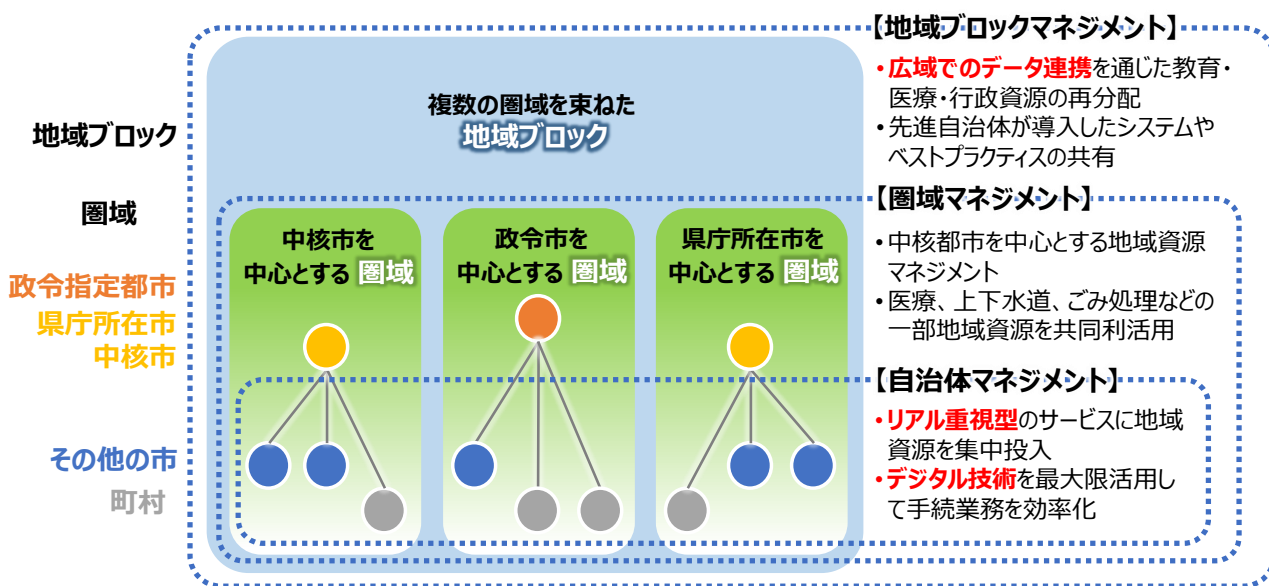 地域ブロック
圏域
政令指定都市
県庁所在市
中核市
その他の市
町村
複数の圏域を束ねた
地域ブロック
中核市を
中心とする 圏域
政令市を
中心とする 圏域
県庁所在市を
中心とする 圏域
【地域ブロックマネジメント】
•広域でのデータ連携を通じた教育・
医療・行政資源の再分配
•先進自治体が導入したシステムや
ベストプラクティスの共有
【圏域マネジメント】
•中核都市を中心とする地域資源
マネジメント
•医療、上下水道、ごみ処理などの
一部地域資源を共同利活用
【自治体マネジメント】
•リアル重視型のサービスに地域
資源を集中投入
•デジタル技術を最大限活用し
て手続業務を効率化